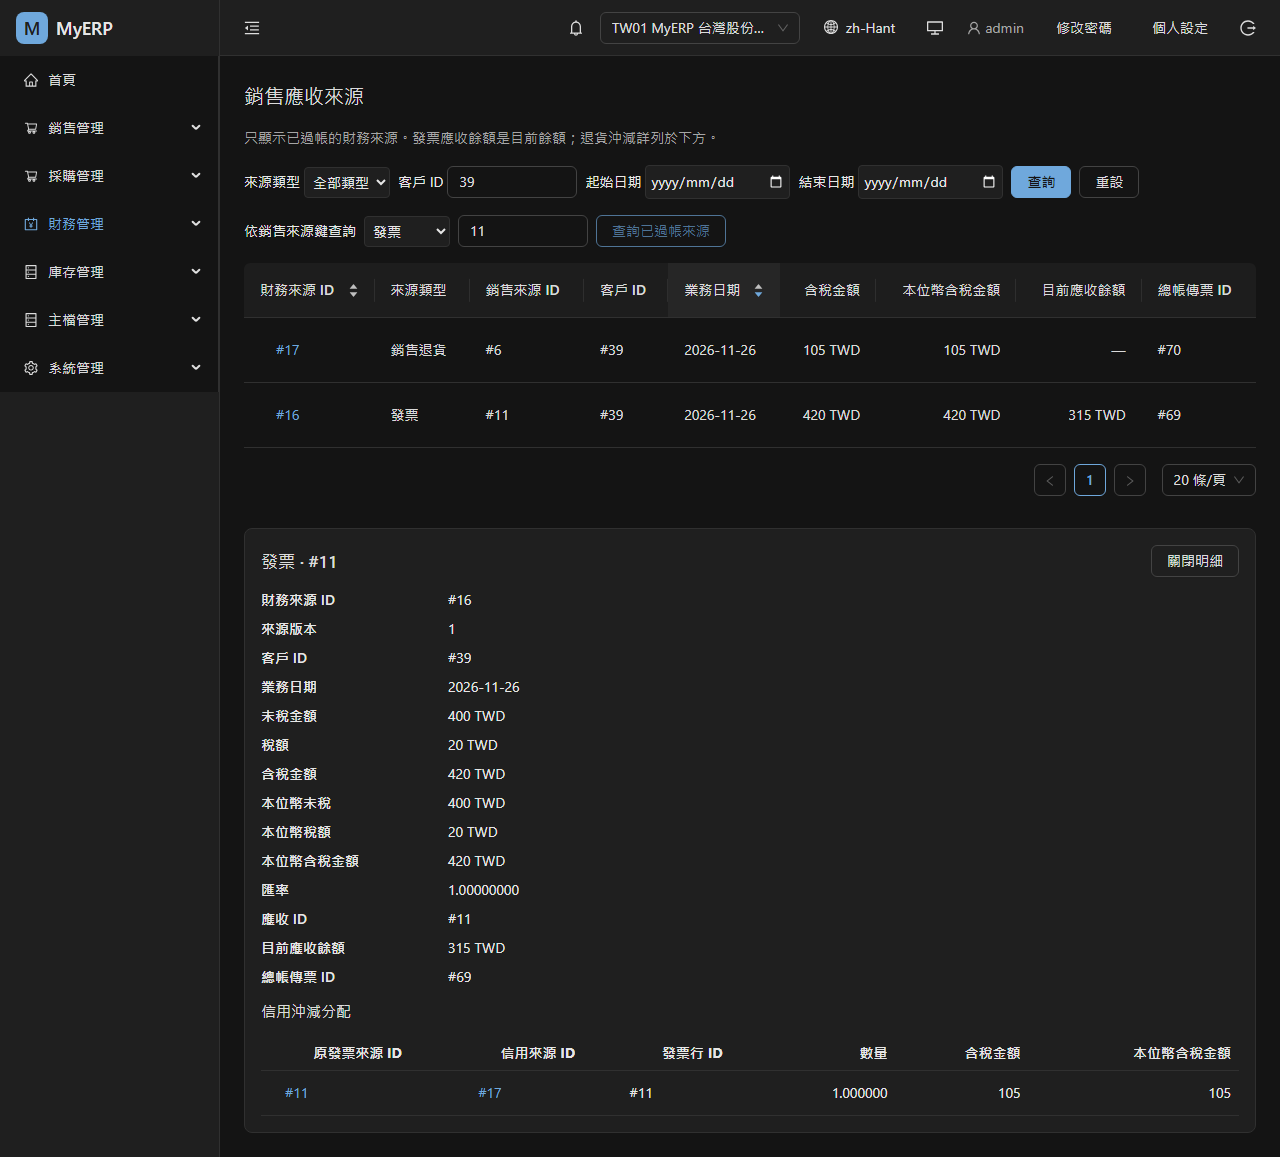 M MyERP
TW01 MyERP 台灣股份... zh-Hant admin 修改密碼 個人設定
首頁
銷售管理
採購管理
財務管理
庫存管理
主檔管理
系統管理
銷售應收來源
只顯示已過帳的財務來源。發票應收餘額是目前餘額；退貨沖減詳列於下方。
來源類型 全部類型 客戶 ID 39 起始日期 yyyy/mm/dd 結束日期 yyyy/mm/dd 查詢 重設
依銷售來源鍵查詢 發票 11 查詢已過帳來源
財務來源 ID 來源類型 銷售來源 ID 客戶 ID 業務日期 含稅金額 本位幣含稅金額 目前應收餘額 總帳傳票 ID
#17 銷售退貨 #6 #39 2026-11-26 105 TWD 105 TWD — #70
#16 發票 #11 #39 2026-11-26 420 TWD 420 TWD 315 TWD #69
< 1 > 20 條/頁
發票 · #11 關閉明細
財務來源 ID #16
來源版本 1
客戶 ID #39
業務日期 2026-11-26
未稅金額 400 TWD
稅額 20 TWD
含稅金額 420 TWD
本位幣未稅 400 TWD
本位幣稅額 20 TWD
本位幣含稅金額 420 TWD
匯率 1.00000000
應收 ID #11
目前應收餘額 315 TWD
總帳傳票 ID #69
信用沖減分配
原發票來源 ID 信用來源 ID 發票行 ID 數量 含稅金額 本位幣含稅金額
#11 #17 #11 1.000000 105 105